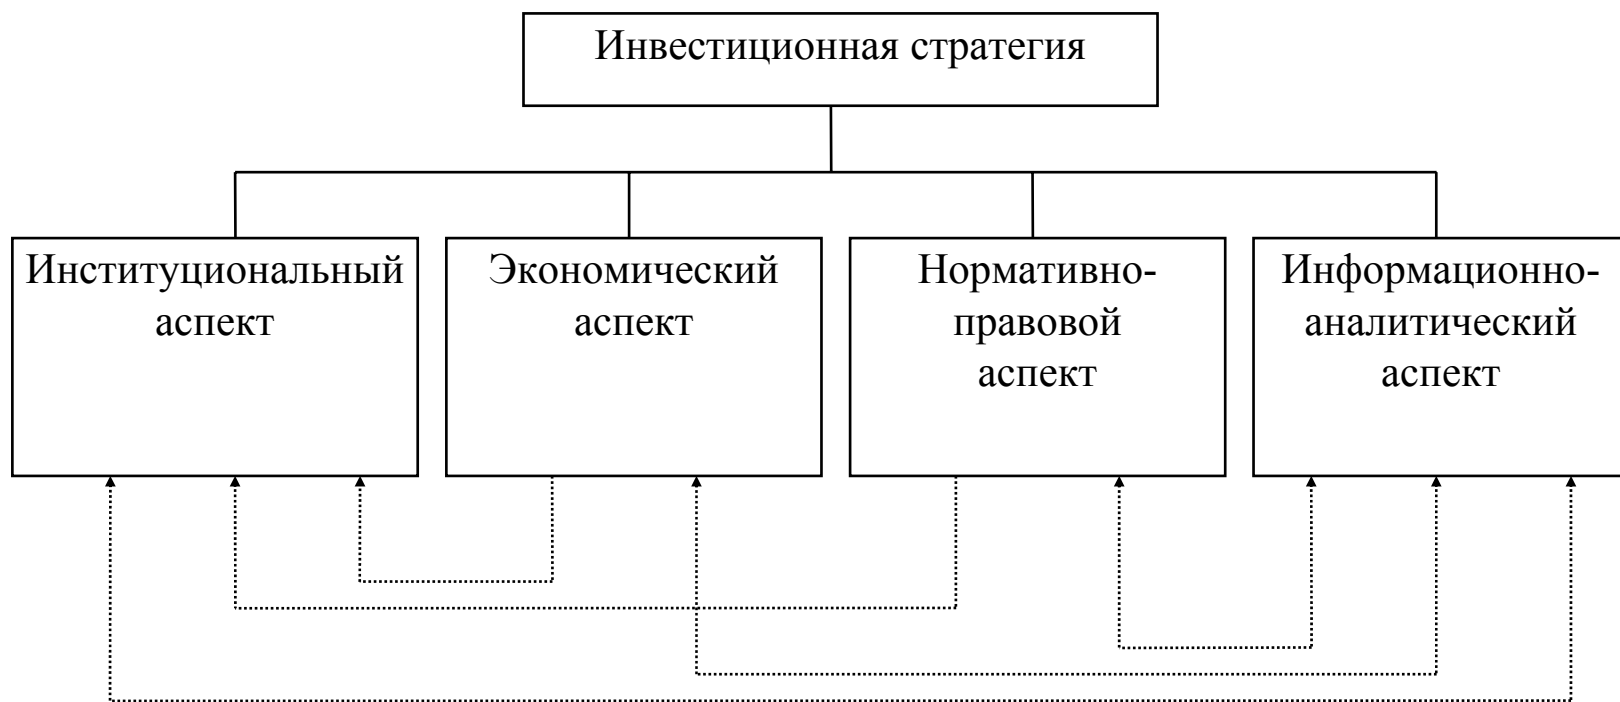 Инвестиционная стратегия
Институциональный
аспект
Экономический
аспект
Нормативно-
правовой
аспект
Информационно-
аналитический
аспект